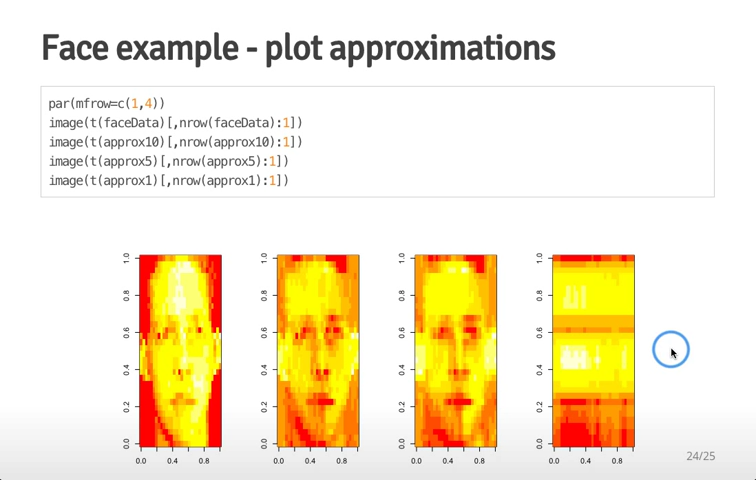 Face example - plot approximations
par(mfrow=c(1,4))
image(t(faceData)[,nrow(faceData):1])
image(t(approx10)[,nrow(approx10):1])
image(t(approx5)[,nrow(approx5):1])
image(t(approx1)[,nrow(approx1):1])
1.0 1.0 1.0 1.0
0.8 0.8 0.8 0.8
0.6 0.6 0.6 0.6
0.4 0.4 0.4 0.4
0.2 0.2 0.2 0.2
0.0 0.0 0.0 0.0
0.0 0.4 0.8 0.0 0.4 0.8 0.0 0.4 0.8 0.0 0.4 0.8
24/25